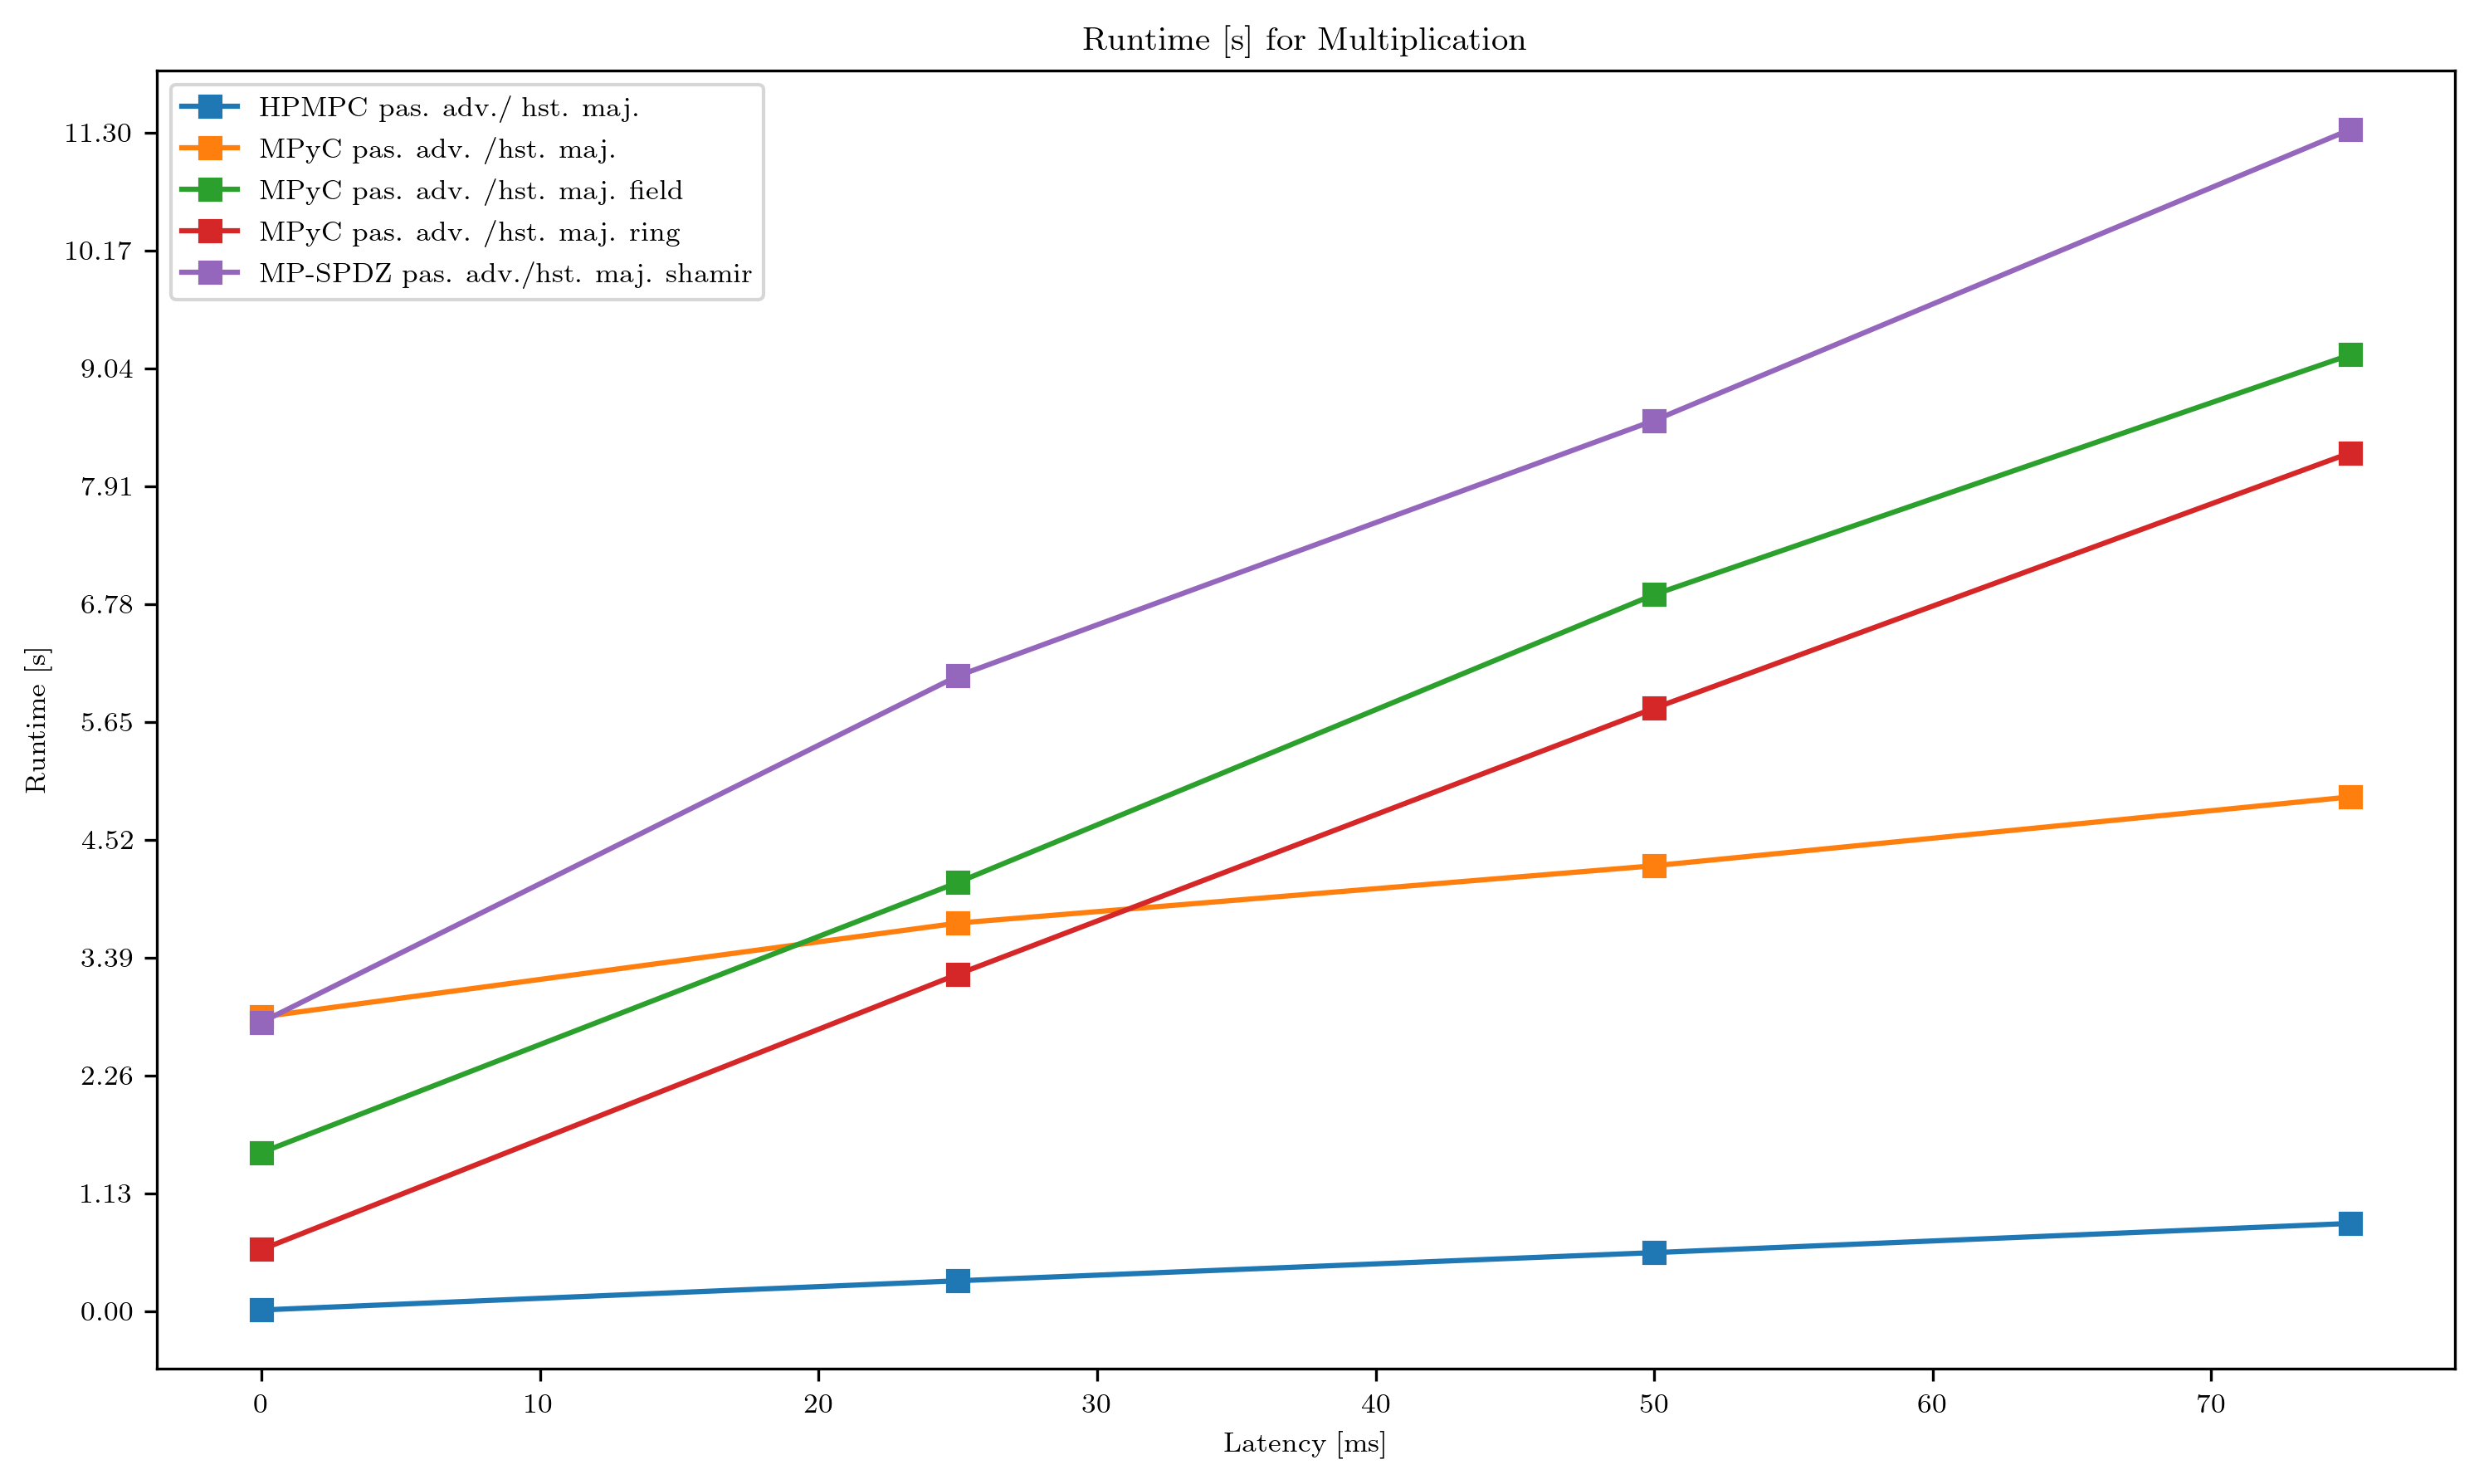 Runtime [s] for Multiplication
HPMPC pas. adv./ hst. maj.
MPyC pas. adv. /hst. maj.
MPyC pas. adv. /hst. maj. field
MPyC pas. adv. /hst. maj. ring
MP-SPDZ pas. adv./hst. maj. shamir
11.30
10.17
9.04
7.91
6.78
5.65
4.52
3.39
2.26
1.13
0.00
Runtime [s]
0 10 20 30 40 50 60 70
Latency [ms]